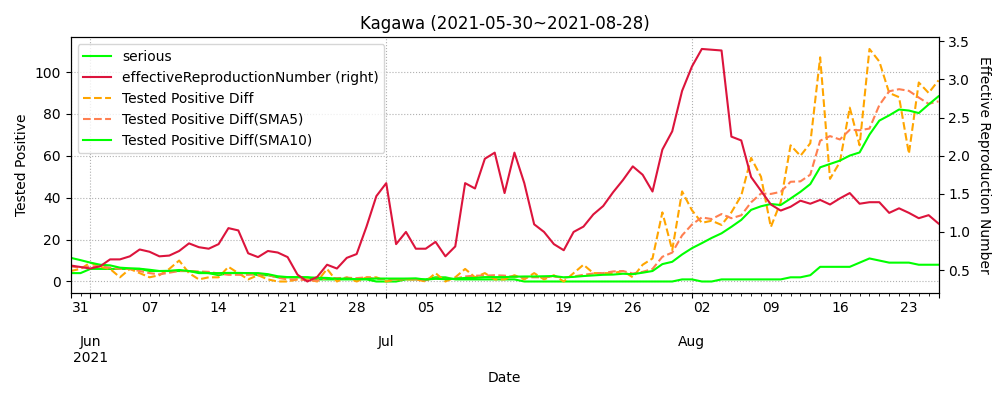 Kagawa (2021-05-30~2021-08-28)
serious
effectiveReproductionNumber (right)
Tested Positive Diff
Tested Positive Diff(SMA5)
Tested Positive Diff(SMA10)
Tested Positive
100
80
60
40
20
0
3.5
3.0
2.5
2.0
1.5
1.0
0.5
Effective Reproduction Number
31 07 14 21 28 05 12 19 26 02 09 16 23
Jun Jul Aug
2021
Date